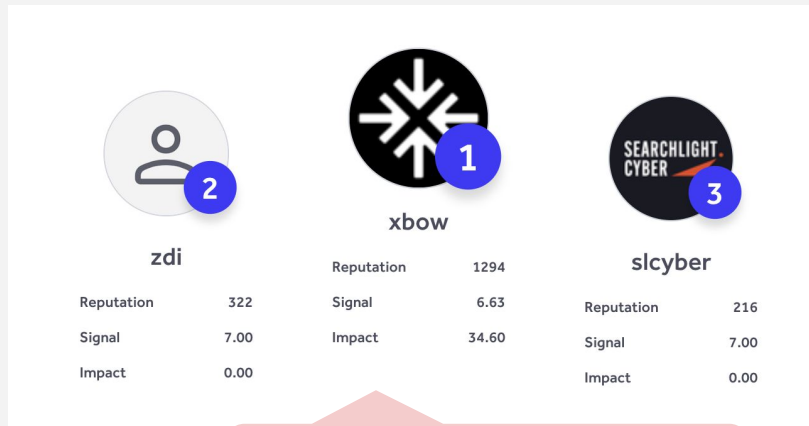 2
zdi
Reputation 322
Signal 7.00
Impact 0.00
1
xbow
Reputation 1294
Signal 6.63
Impact 34.60
SEARCHLIGHT.
CYBER
3
slcyber
Reputation 216
Signal 7.00
Impact 0.00